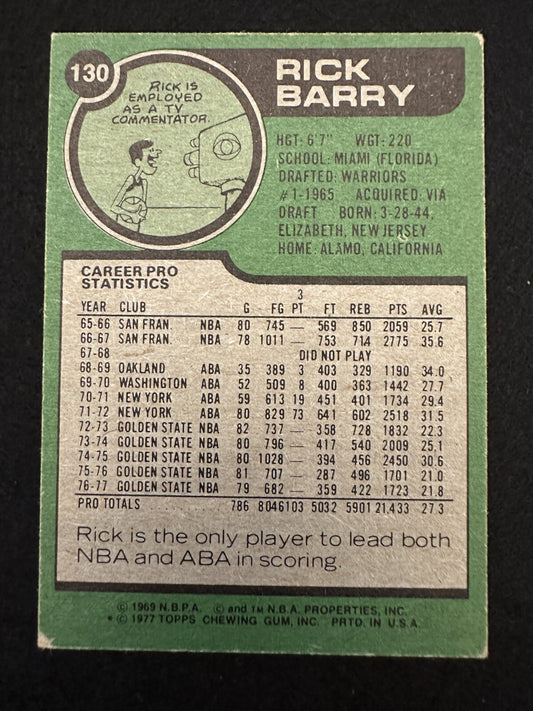 130
RICK IS
EMPLOYED
AS A TV
COMMENTATOR.
RICK
BARRY
HGT: 6'7" WGT: 220
SCHOOL: MIAMI (FLORIDA)
DRAFTED: WARRIORS
#1-1965 ACQUIRED: VIA
DRAFT BORN: 3-28-44,
ELIZABETH, NEW JERSEY
HOME: ALAMO, CALIFORNIA
CAREER PRO
STATISTICS
YEAR CLUB G FG 3 PT FT REB PTS AVG
65-66 SAN FRAN. NBA 80 745 — 569 850 2059 25.7
66-67 SAN FRAN. NBA 78 1011 — 753 714 2775 35.6
67-68 DID NOT PLAY
68-69 OAKLAND ABA 35 389 3 403 329 1190 34.0
69-70 WASHINGTON ABA 52 509 8 400 363 1442 27.7
70-71 NEW YORK ABA 59 613 19 451 401 1734 29.4
71-72 NEW YORK ABA 80 829 73 641 602 2518 31.5
72-73 GOLDEN STATE NBA 82 737 — 358 728 1832 22.3
73-74 GOLDEN STATE NBA 80 796 — 417 540 2009 25.1
74-75 GOLDEN STATE NBA 80 1028 — 394 456 2450 30.6
75-76 GOLDEN STATE NBA 81 707 — 287 496 1701 21.0
76-77 GOLDEN STATE NBA 79 682 — 359 422 1723 21.8
PRO TOTALS 786 8046 103 5032 5901 21,433 27.3
Rick is the only player to lead both
NBA and ABA in scoring.
© 1969 N.B.P.A. © and TM N.B.A. PROPERTIES, INC.
* © 1977 TOPPS CHEWING GUM, INC. PRTD. IN U.S.A.